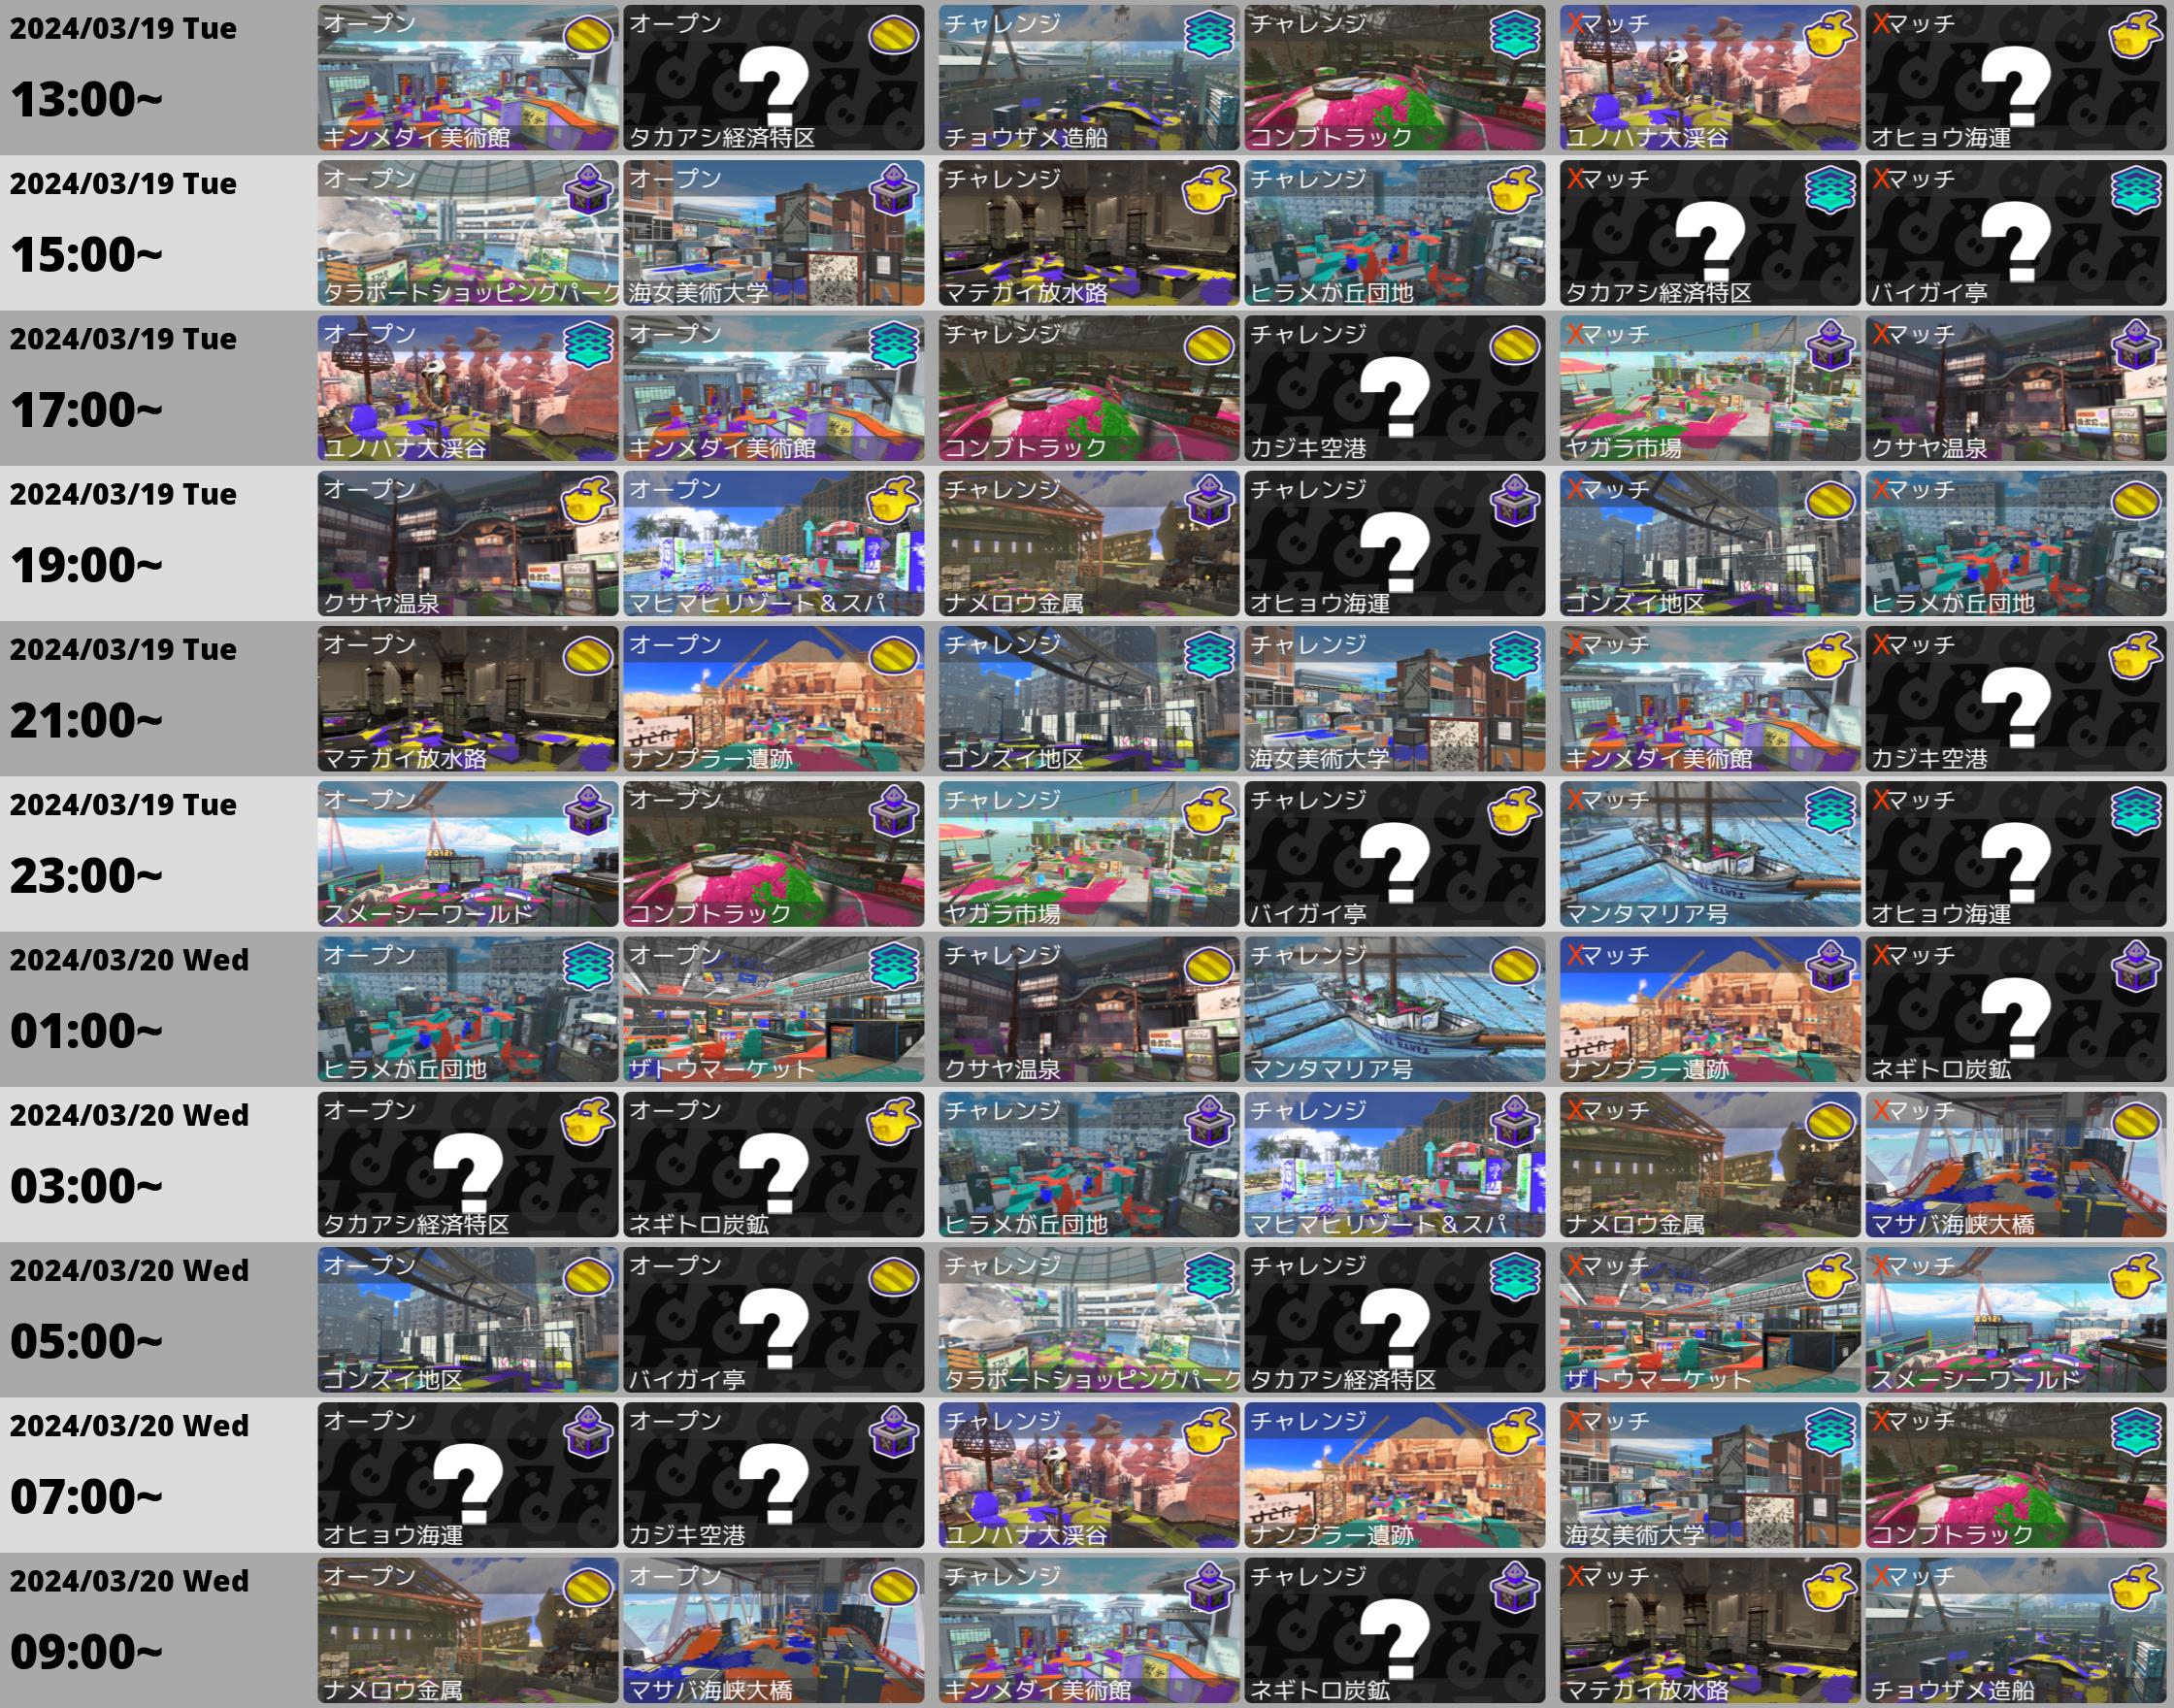 2024/03/19 Tue
13:00~
オープン
キンメダイ美術館
オープン
タカアシ経済特区
チャレンジ
チョウザメ造船
チャレンジ
コンブトラック
Xマッチ
ユノハナ大渓谷
Xマッチ
オヒョウ海運
2024/03/19 Tue
15:00~
オープン
タラポートショッピングパーク
オープン
海女美術大学
チャレンジ
マテガイ放水路
チャレンジ
ヒラメが丘団地
Xマッチ
タカアシ経済特区
Xマッチ
バイガイ亭
2024/03/19 Tue
17:00~
オープン
ユノハナ大渓谷
オープン
キンメダイ美術館
チャレンジ
コンブトラック
チャレンジ
カジキ空港
Xマッチ
ヤガラ市場
Xマッチ
クサヤ温泉
2024/03/19 Tue
19:00~
オープン
クサヤ温泉
オープン
マヒマヒリゾート&スパ
チャレンジ
ナメロウ金属
チャレンジ
オヒョウ海運
Xマッチ
ゴンズイ地区
Xマッチ
ヒラメが丘団地
2024/03/19 Tue
21:00~
オープン
マテガイ放水路
オープン
ナンプラー遺跡
チャレンジ
ゴンズイ地区
チャレンジ
海女美術大学
Xマッチ
キンメダイ美術館
Xマッチ
カジキ空港
2024/03/19 Tue
23:00~
オープン
スメーシーワールド
オープン
コンブトラック
チャレンジ
ヤガラ市場
チャレンジ
バイガイ亭
Xマッチ
マンタマリア号
Xマッチ
オヒョウ海運
2024/03/20 Wed
01:00~
オープン
ヒラメが丘団地
オープン
ザトウマーケット
チャレンジ
クサヤ温泉
チャレンジ
マンタマリア号
Xマッチ
ナンプラー遺跡
Xマッチ
ネギトロ炭鉱
2024/03/20 Wed
03:00~
オープン
タカアシ経済特区
オープン
ネギトロ炭鉱
チャレンジ
ヒラメが丘団地
チャレンジ
マヒマヒリゾート&スパ
Xマッチ
ナメロウ金属
Xマッチ
マサバ海峡大橋
2024/03/20 Wed
05:00~
オープン
ゴンズイ地区
オープン
バイガイ亭
チャレンジ
タラポートショッピングパーク
チャレンジ
タカアシ経済特区
Xマッチ
ザトウマーケット
Xマッチ
スメーシーワールド
2024/03/20 Wed
07:00~
オープン
オヒョウ海運
オープン
カジキ空港
チャレンジ
ユノハナ大渓谷
チャレンジ
ナンプラー遺跡
Xマッチ
海女美術大学
Xマッチ
コンブトラック
2024/03/20 Wed
09:00~
オープン
ナメロウ金属
オープン
マサバ海峡大橋
チャレンジ
キンメダイ美術館
チャレンジ
ネギトロ炭鉱
Xマッチ
マテガイ放水路
Xマッチ
チョウザメ造船